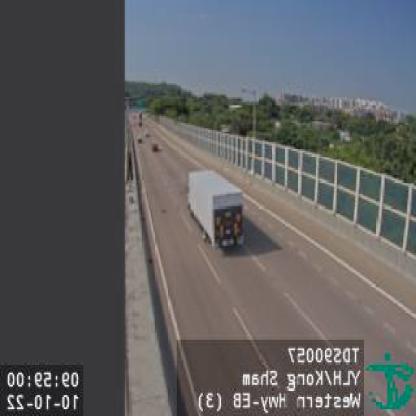 TDS90057
YLH/Kong Sham
Western Hwy-EB (3)
09:59:00
10-10-22